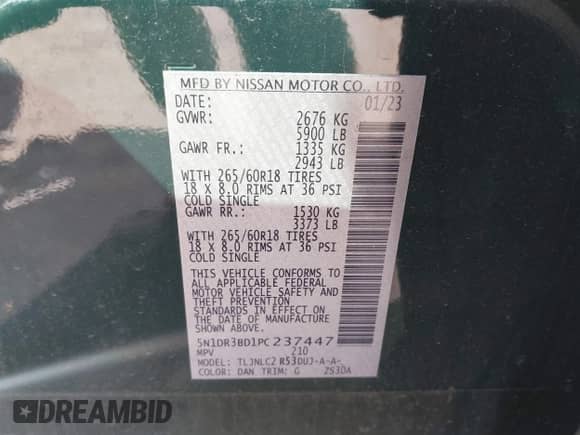 MFD BY NISSAN MOTOR CO., LTD.
DATE: 01/23
GVWR: 2676 KG
5900 LB
GAWR FR.: 1335 KG
2943 LB
WITH 265/60R18 TIRES
18 X 8.0 RIMS AT 36 PSI
COLD SINGLE
GAWR RR.: 1530 KG
3373 LB
WITH 265/60R18 TIRES
18 X 8.0 RIMS AT 36 PSI
COLD SINGLE
THIS VEHICLE CONFORMS TO
ALL APPLICABLE FEDERAL
MOTOR VEHICLE SAFETY AND
THEFT PREVENTION
STANDARDS IN EFFECT ON
THE DATE OF MANUFACTURE
SHOWN ABOVE.
5N1DR3BD1PC237447
MPV 210
MODEL: TLJNLC2 R53DUJ-A-A-
COLOR: DAN TRIM: G ZS3DA
DREAMBID